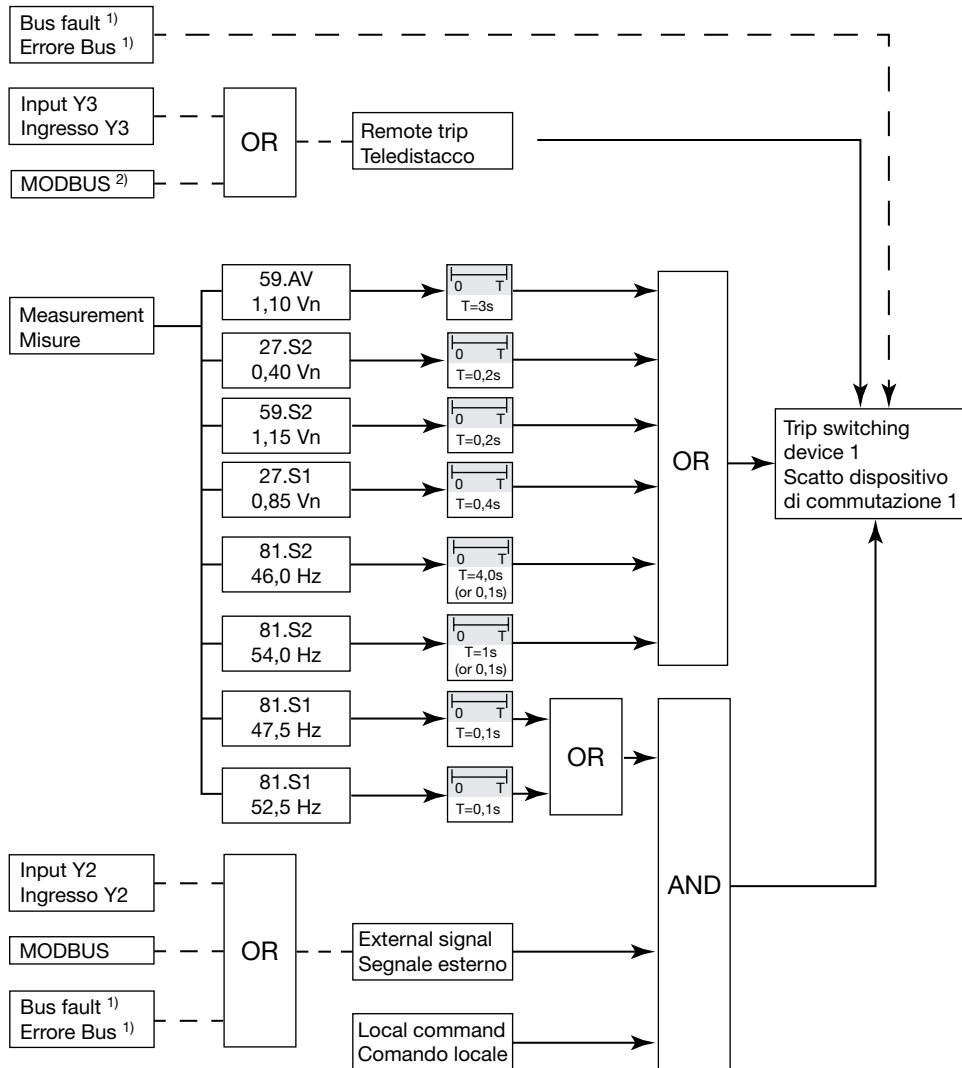 Bus fault 1)
Errore Bus 1)
Input Y3
Ingresso Y3
MODBUS 2)
OR
Remote trip
Teledistacco
Measurement
Misure
59.AV
1,10 Vn
0 T
T=3s
27.S2
0,40 Vn
0 T
T=0,2s
59.S2
1,15 Vn
0 T
T=0,2s
27.S1
0,85 Vn
0 T
T=0,4s
81.S2
46,0 Hz
0 T
T=4,0s
(or 0,1s)
81.S2
54,0 Hz
0 T
T=1s
(or 0,1s)
OR
Trip switching
device 1
Scatto dispositivo
di commutazione 1
81.S1
47,5 Hz
0 T
T=0,1s
81.S1
52,5 Hz
0 T
T=0,1s
OR
Input Y2
Ingresso Y2
MODBUS
Bus fault 1)
Errore Bus 1)
OR
External signal
Segnale esterno
Local command
Comando locale
AND